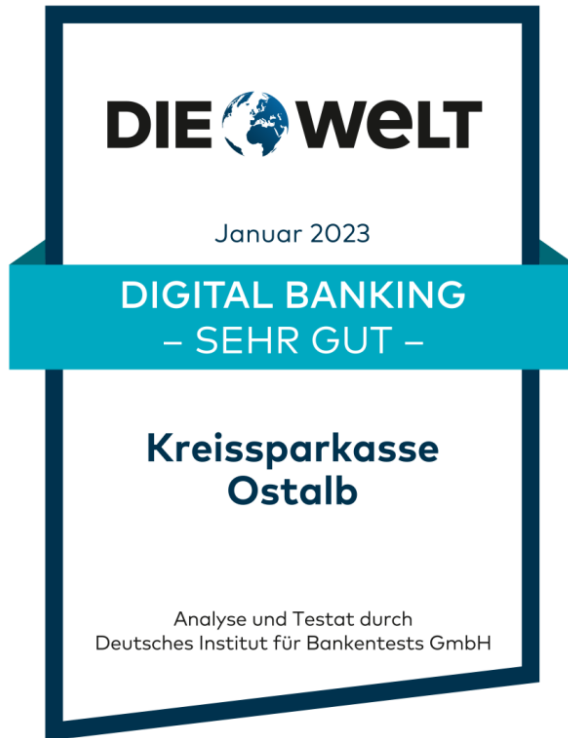 DIE WELT
Januar 2023
DIGITAL BANKING
– SEHR GUT –
Kreissparkasse
Ostalb
Analyse und Testat durch
Deutsches Institut für Bankentests GmbH